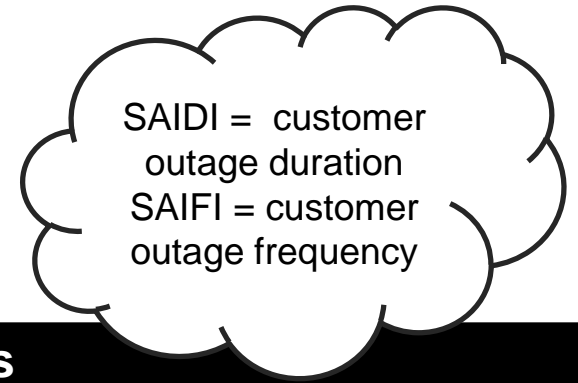 SAIDI = customer
outage duration
SAIFI = customer
outage frequency
s